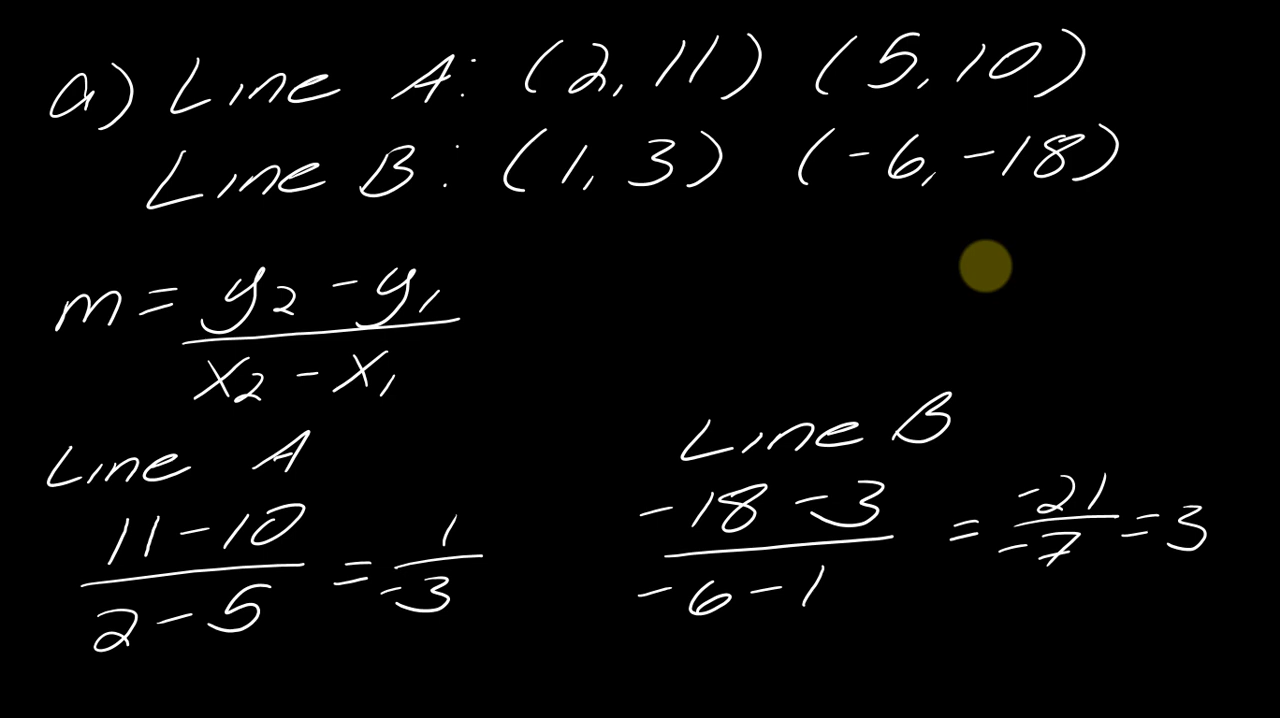 a) Line A: (2, 11) (5, 10)
Line B: (1, 3) (-6, -18)
m = y₂ - y₁ / x₂ - x₁
Line A
11 - 10 / 2 - 5 = 1 / -3
Line B
-18 - 3 / -6 - 1 = -21 / -7 = 3